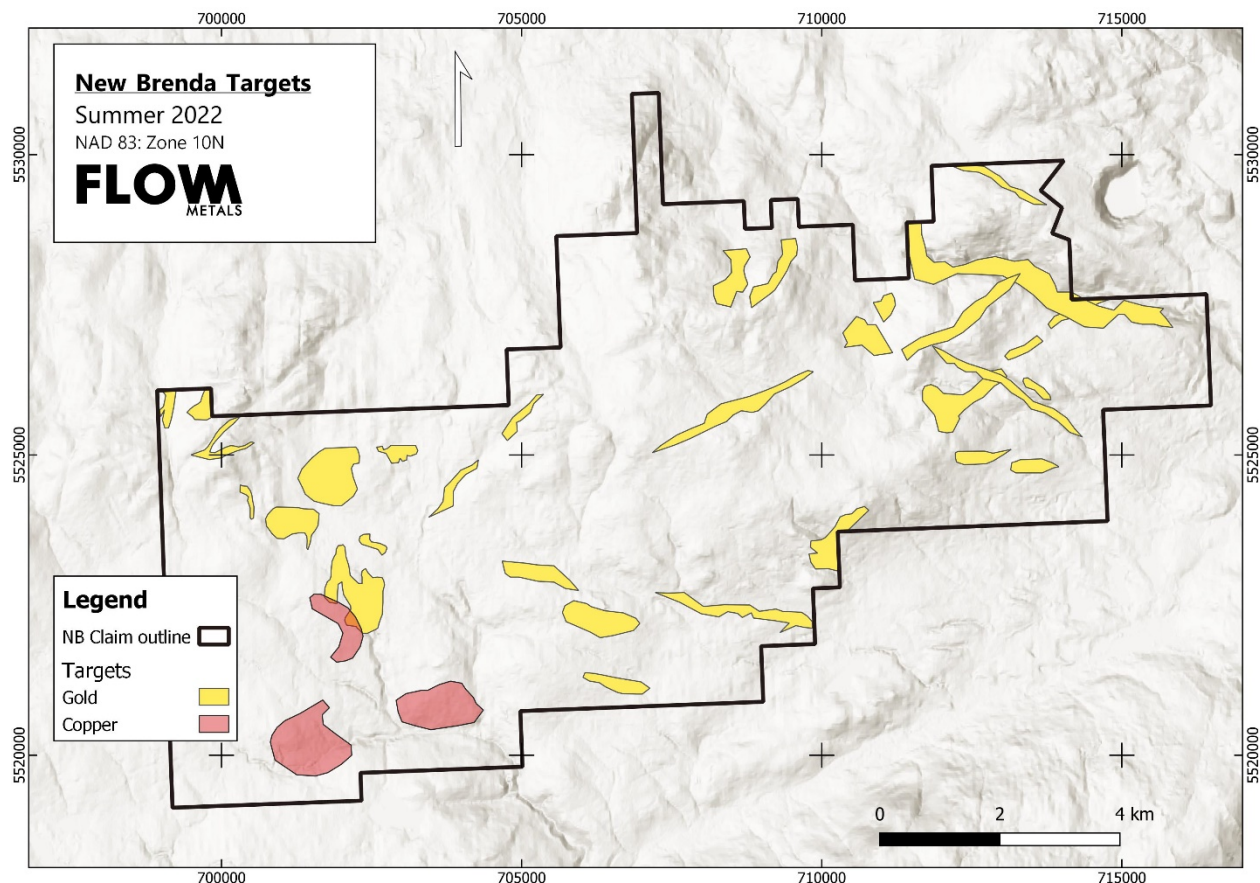 700000 705000 710000 715000
New Brenda Targets
Summer 2022
NAD 83: Zone 10N
FLOW
METALS
5530000 5530000
5525000 5525000
Legend
NB Claim outline
Targets
Gold
Copper
5520000 5520000
0 2 4 km
700000 705000 710000 715000